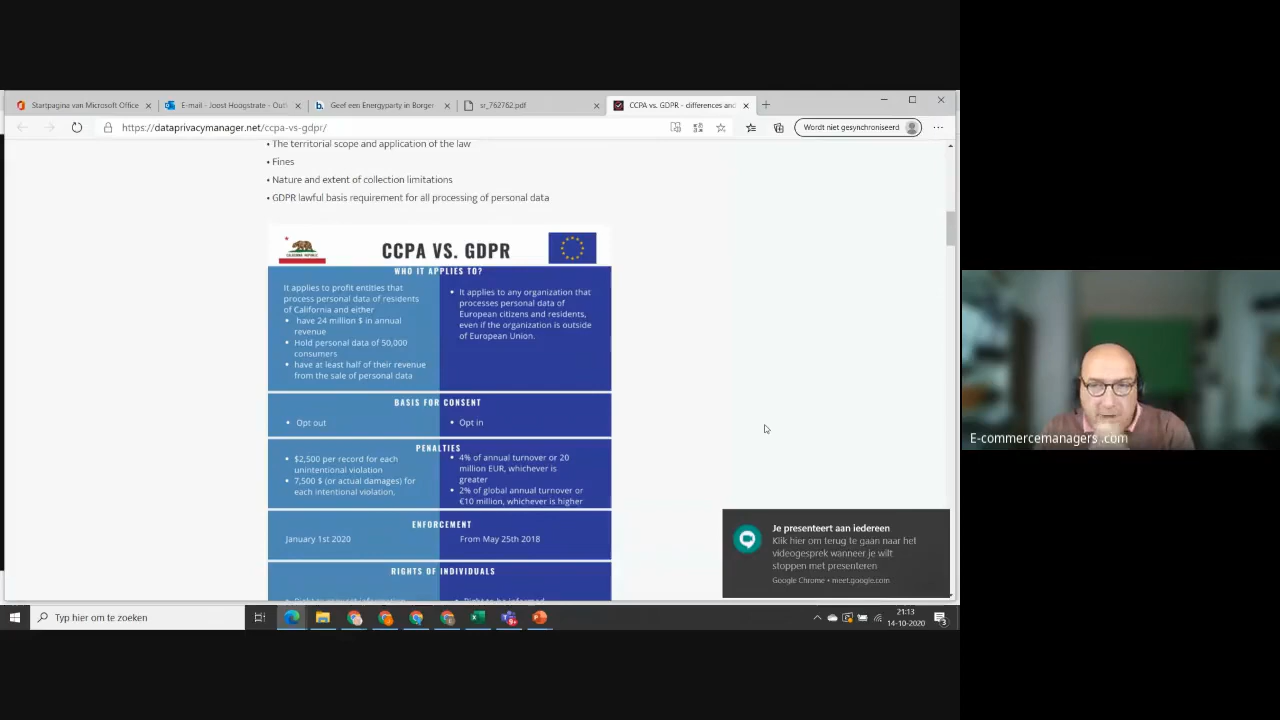 Startpagina van Microsoft Office
E-mail - Joost Hoogstrate - Out
Geef een Energyparty in Borger
sr_762762.pdf
CCPA vs. GDPR - differences and
https://dataprivacymanager.net/ccpa-vs-gdpr/
Wordt niet gesynchroniseerd
• The territorial scope and application of the law
• Fines
• Nature and extent of collection limitations
• GDPR lawful basis requirement for all processing of personal data
CALIFORNIA REPUBLIC
CCPA VS. GDPR
WHO IT APPLIES TO?
It applies to profit entities that
process personal data of residents
of California and either
• have 24 million $ in annual
revenue
• Hold personal data of 50,000
consumers
• have at least half of their revenue
from the sale of personal data
• It applies to any organization that
processes personal data of
European citizens and residents,
even if the organization is outside
of European Union.
BASIS FOR CONSENT
• Opt out
• Opt in
PENALTIES
• $2,500 per record for each
unintentional violation
• 7,500 $ (or actual damages) for
each intentional violation,
• 4% of annual turnover or 20
million EUR, whichever is
greater
• 2% of global annual turnover or
€10 million, whichever is higher
ENFORCEMENT
January 1st 2020
From May 25th 2018
RIGHTS OF INDIVIDUALS
• Right to be informed
Je presenteert aan iedereen
Klik hier om terug te gaan naar het
videogesprek wanneer je wilt
stoppen met presenteren
Google Chrome • meet.google.com
E-commercemanagers .com
Typ hier om te zoeken
21:13
14-10-2020
3